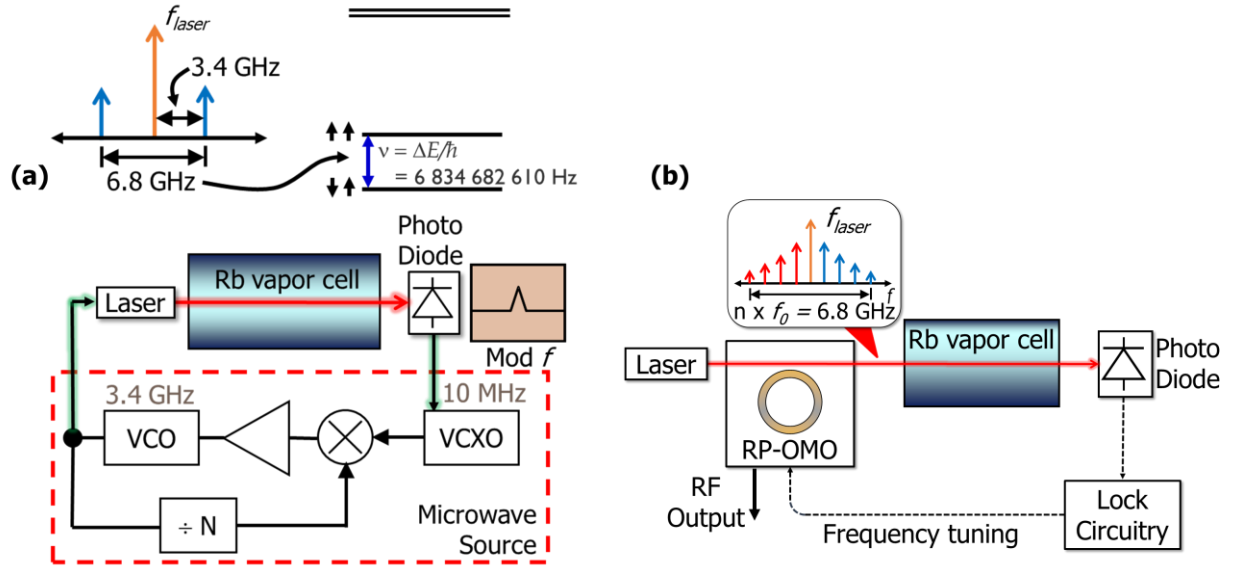 f_laser
3.4 GHz
6.8 GHz
ν = ΔE/ħ
= 6 834 682 610 Hz
(a)
Photo
Diode
Laser
Rb vapor cell
Mod f
3.4 GHz
10 MHz
VCO
VCXO
÷ N
Microwave
Source
(b)
f_laser
f
n x f_0 = 6.8 GHz
Laser
Rb vapor cell
Photo
Diode
RP-OMO
RF
Output
Frequency tuning
Lock
Circuitry